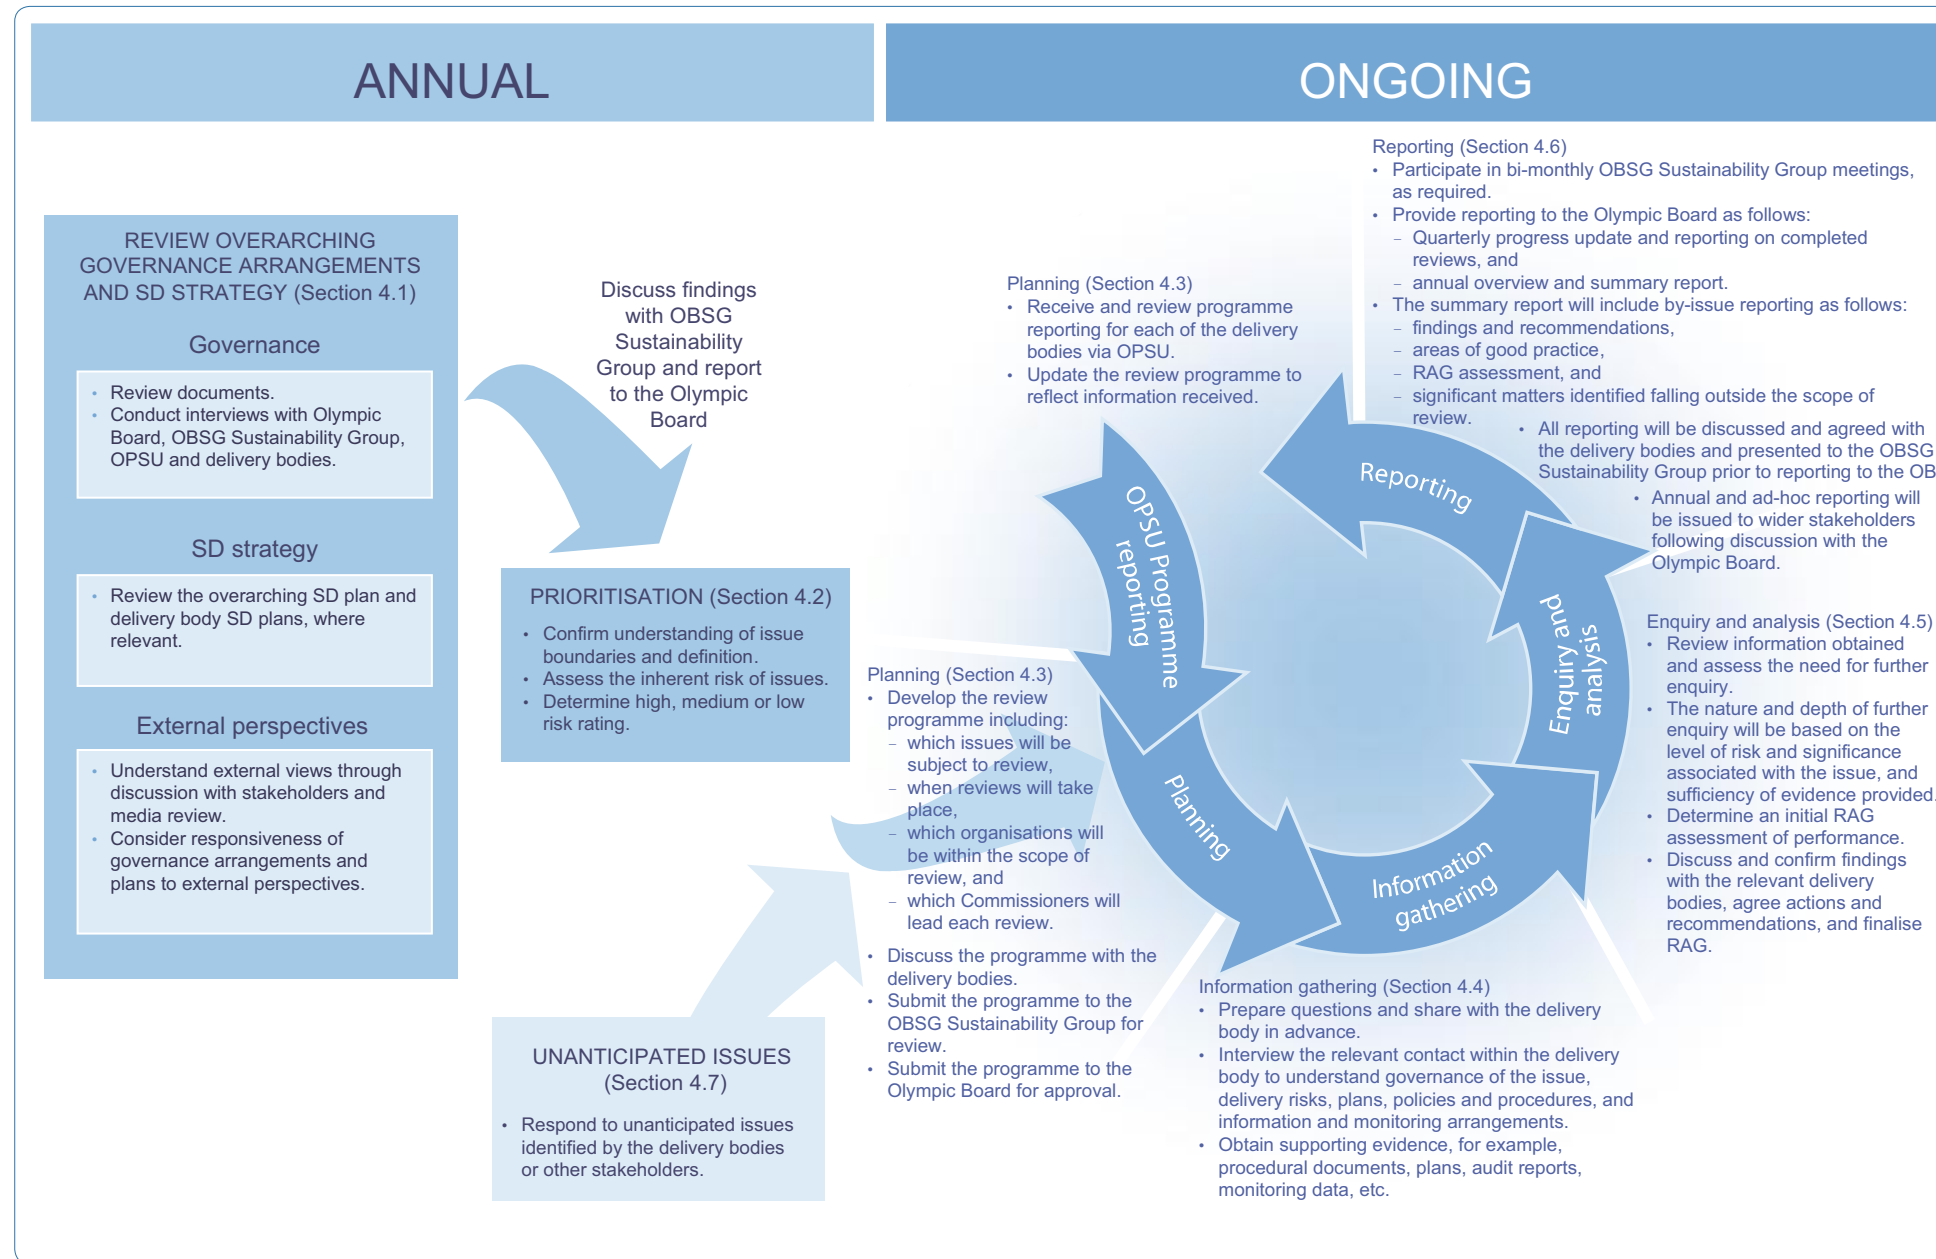 ANNUAL
ONGOING
REVIEW OVERARCHING
GOVERNANCE ARRANGEMENTS
AND SD STRATEGY (Section 4.1)
Governance
• Review documents.
• Conduct interviews with Olympic
Board, OBSG Sustainability Group,
OPSU and delivery bodies.
SD strategy
• Review the overarching SD plan and
delivery body SD plans, where
relevant.
External perspectives
• Understand external views through
discussion with stakeholders and
media review.
• Consider responsiveness of
governance arrangements and
plans to external perspectives.
Discuss findings
with OBSG
Sustainability
Group and report
to the Olympic
Board
PRIORITISATION (Section 4.2)
• Confirm understanding of issue
boundaries and definition.
• Assess the inherent risk of issues.
• Determine high, medium or low
risk rating.
UNANTICIPATED ISSUES
(Section 4.7)
• Respond to unanticipated issues
identified by the delivery bodies
or other stakeholders.
Planning (Section 4.3)
• Receive and review programme
reporting for each of the delivery
bodies via OPSU.
• Update the review programme to
reflect information received.
Planning (Section 4.3)
• Develop the review
programme including:
– which issues will be
subject to review,
– when reviews will take
place,
– which organisations will
be within the scope of
review, and
– which Commissioners will
lead each review.
• Discuss the programme with the
delivery bodies.
• Submit the programme to the
OBSG Sustainability Group for
review.
• Submit the programme to the
Olympic Board for approval.
OPSU Programme
reporting
Planning
Information
gathering
Enquiry and
analysis
Reporting
Information gathering (Section 4.4)
• Prepare questions and share with the delivery
body in advance.
• Interview the relevant contact within the delivery
body to understand governance of the issue,
delivery risks, plans, policies and procedures, and
information and monitoring arrangements.
• Obtain supporting evidence, for example,
procedural documents, plans, audit reports,
monitoring data, etc.
Enquiry and analysis (Section 4.5)
• Review information obtained
and assess the need for further
enquiry.
• The nature and depth of further
enquiry will be based on the
level of risk and significance
associated with the issue, and
sufficiency of evidence provided.
• Determine an initial RAG
assessment of performance.
• Discuss and confirm findings
with the relevant delivery
bodies, agree actions and
recommendations, and finalise
RAG.
Reporting (Section 4.6)
• Participate in bi-monthly OBSG Sustainability Group meetings,
as required.
• Provide reporting to the Olympic Board as follows:
– Quarterly progress update and reporting on completed
reviews, and
– annual overview and summary report.
• The summary report will include by-issue reporting as follows:
– findings and recommendations,
– areas of good practice,
– RAG assessment, and
– significant matters identified falling outside the scope of
review.
• All reporting will be discussed and agreed with
the delivery bodies and presented to the OBSG
Sustainability Group prior to reporting to the OB
• Annual and ad-hoc reporting will
be issued to wider stakeholders
following discussion with the
Olympic Board.